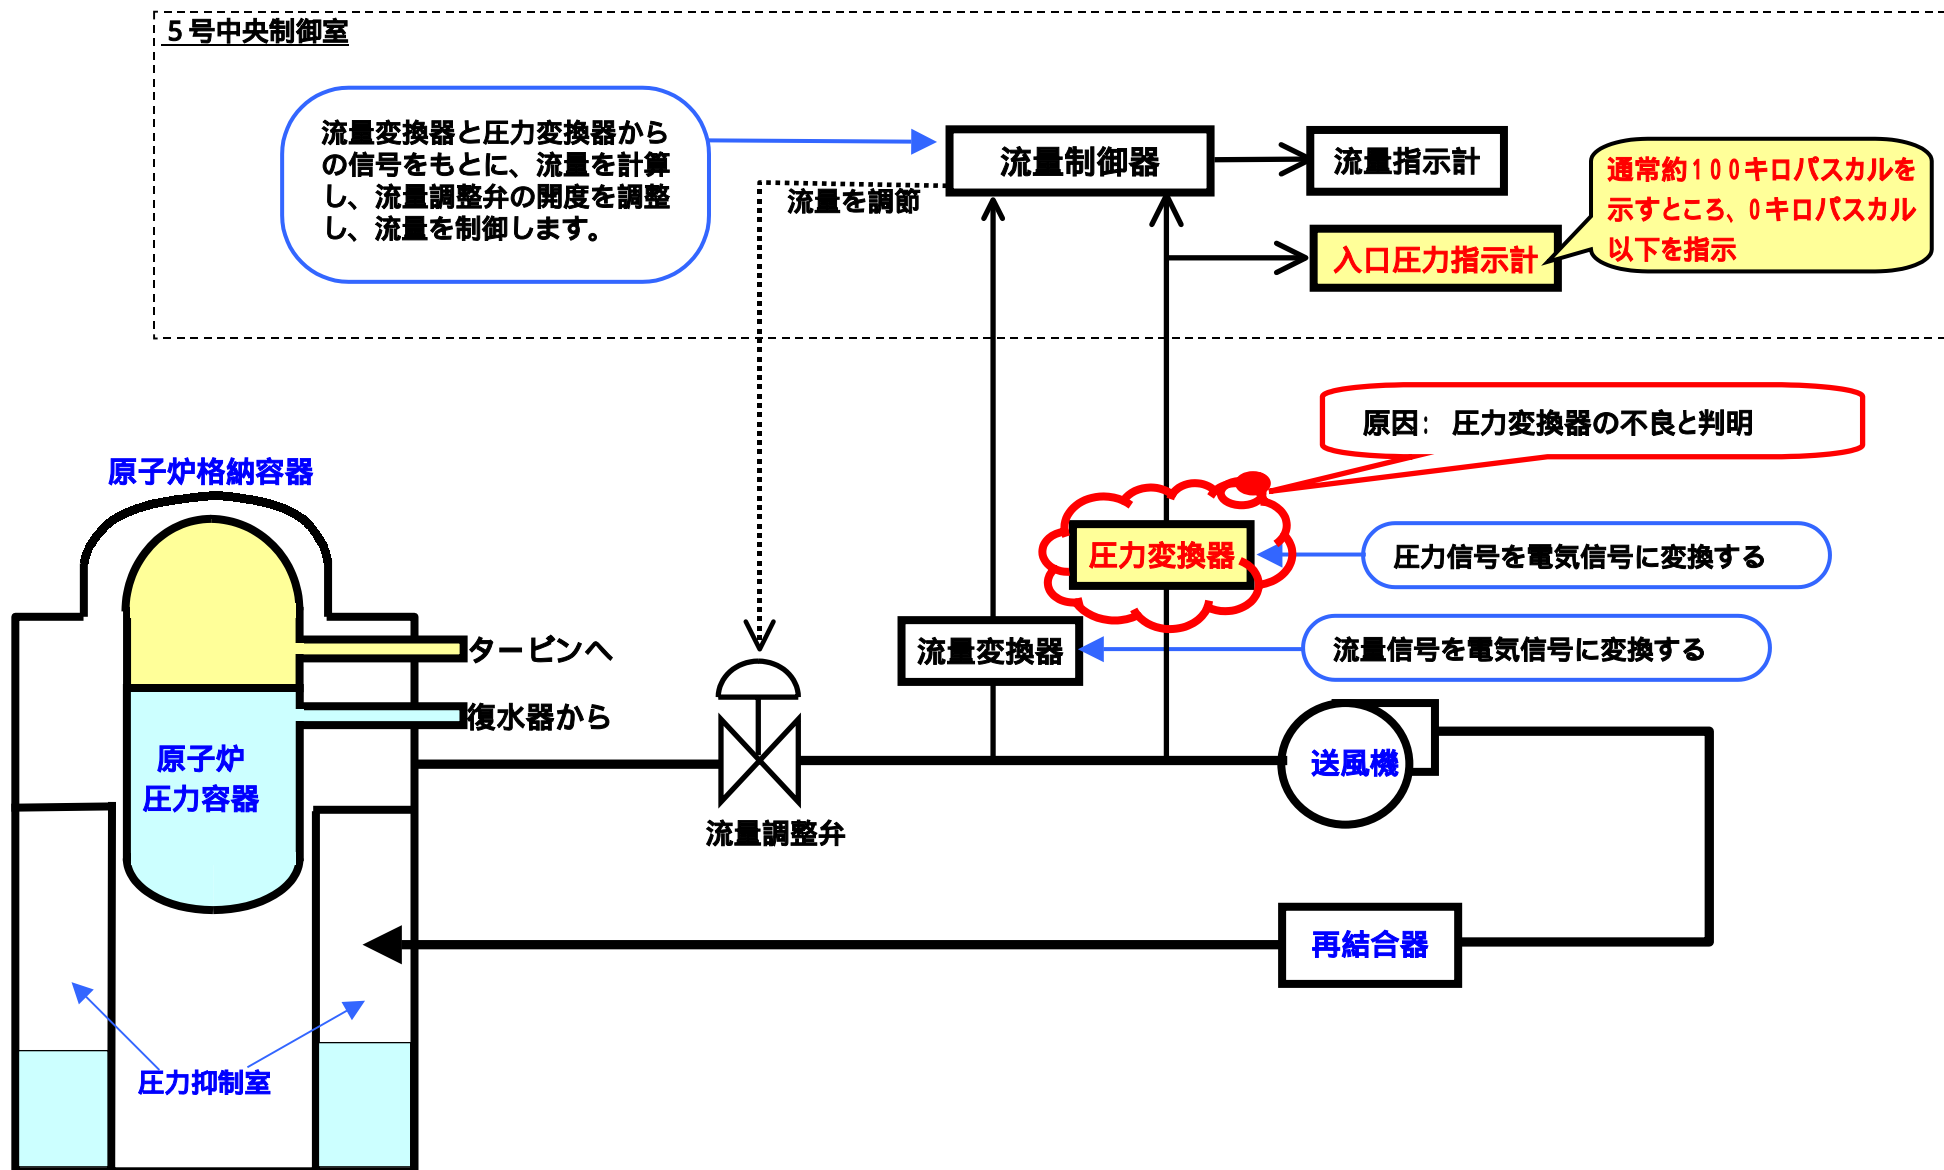 ５号中央制御室
流量変換器と圧力変換器から
の信号をもとに、流量を計算
し、流量調整弁の開度を調整
し、流量を制御します。
流量を調節
流量制御器
流量指示計
入口圧力指示計
通常約１００キロパスカルを
示すところ、０キロパスカル
以下を指示
原因：　圧力変換器の不良と判明
原子炉格納容器
圧力変換器
圧力信号を電気信号に変換する
流量変換器
流量信号を電気信号に変換する
タービンへ
復水器から
原子炉
圧力容器
送風機
流量調整弁
再結合器
圧力抑制室